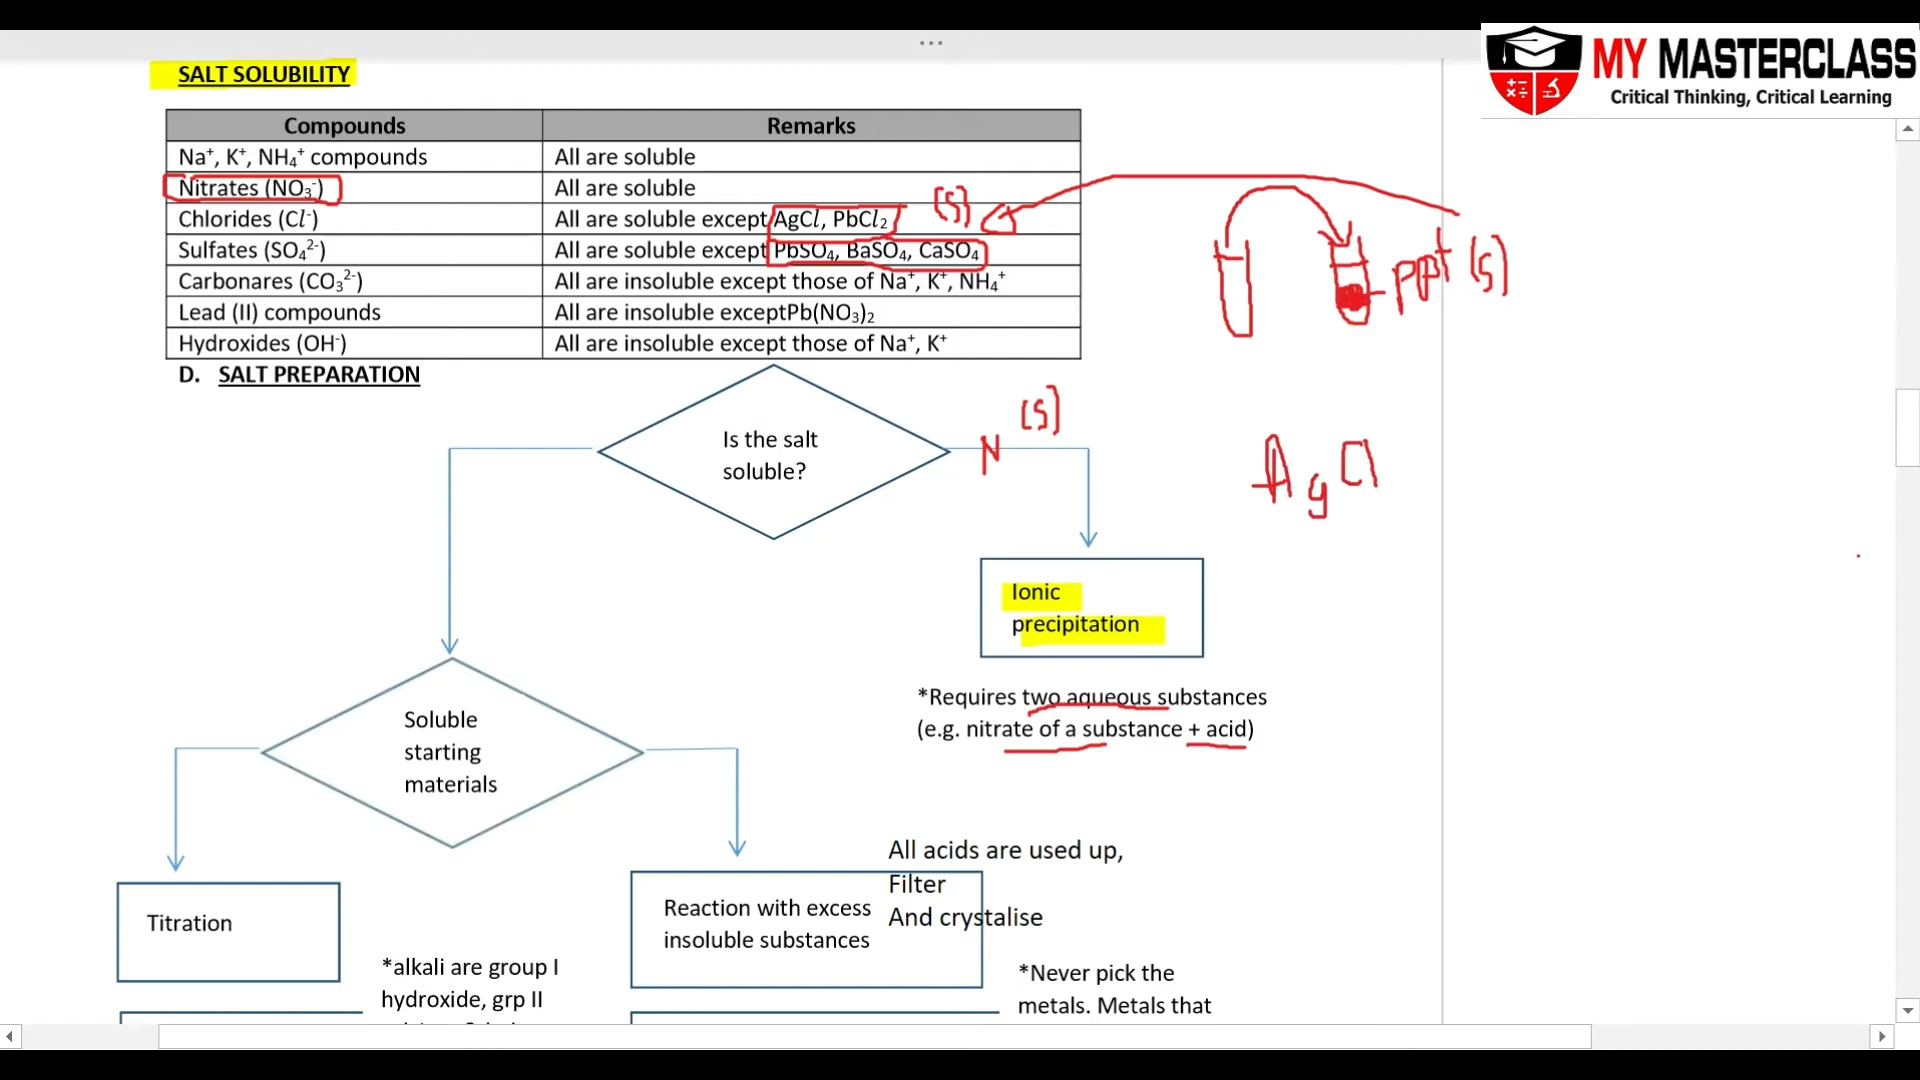 MY MASTERCLASS
Critical Thinking, Critical Learning
SALT SOLUBILITY
Compounds Remarks
Na⁺, K⁺, NH₄⁺ compounds All are soluble
Nitrates (NO₃⁻) All are soluble
Chlorides (Cl⁻) All are soluble except AgCl, PbCl₂ (s)
Sulfates (SO₄²⁻) All are soluble except PbSO₄, BaSO₄, CaSO₄
Carbonares (CO₃²⁻) All are insoluble except those of Na⁺, K⁺, NH₄⁺
Lead (II) compounds All are insoluble exceptPb(NO₃)₂
Hydroxides (OH⁻) All are insoluble except those of Na⁺, K⁺
ppt (s)
D. SALT PREPARATION
Is the salt
soluble?
N (s)
AgCl
Ionic
precipitation
*Requires two aqueous substances
(e.g. nitrate of a substance + acid)
Soluble
starting
materials
Titration
*alkali are group I
hydroxide, grp II
Reaction with excess
insoluble substances
All acids are used up,
Filter
And crystalise
*Never pick the
metals. Metals that